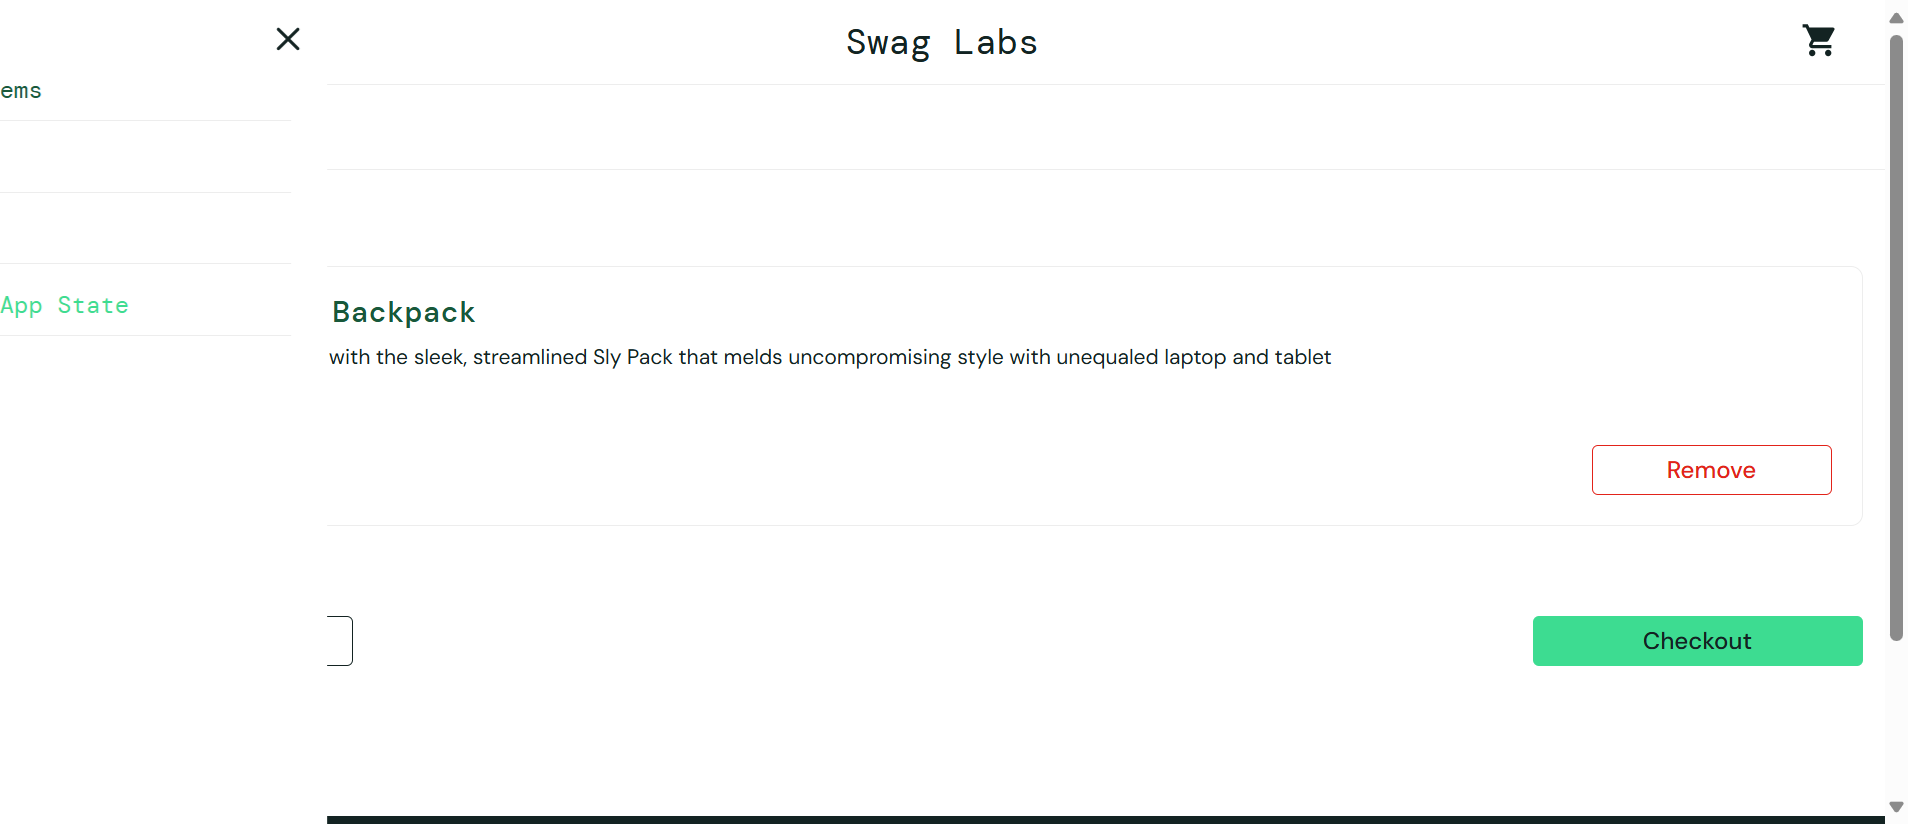 Swag Labs
ems
App State
Backpack
with the sleek, streamlined Sly Pack that melds uncompromising style with unequaled laptop and tablet
Remove
Checkout